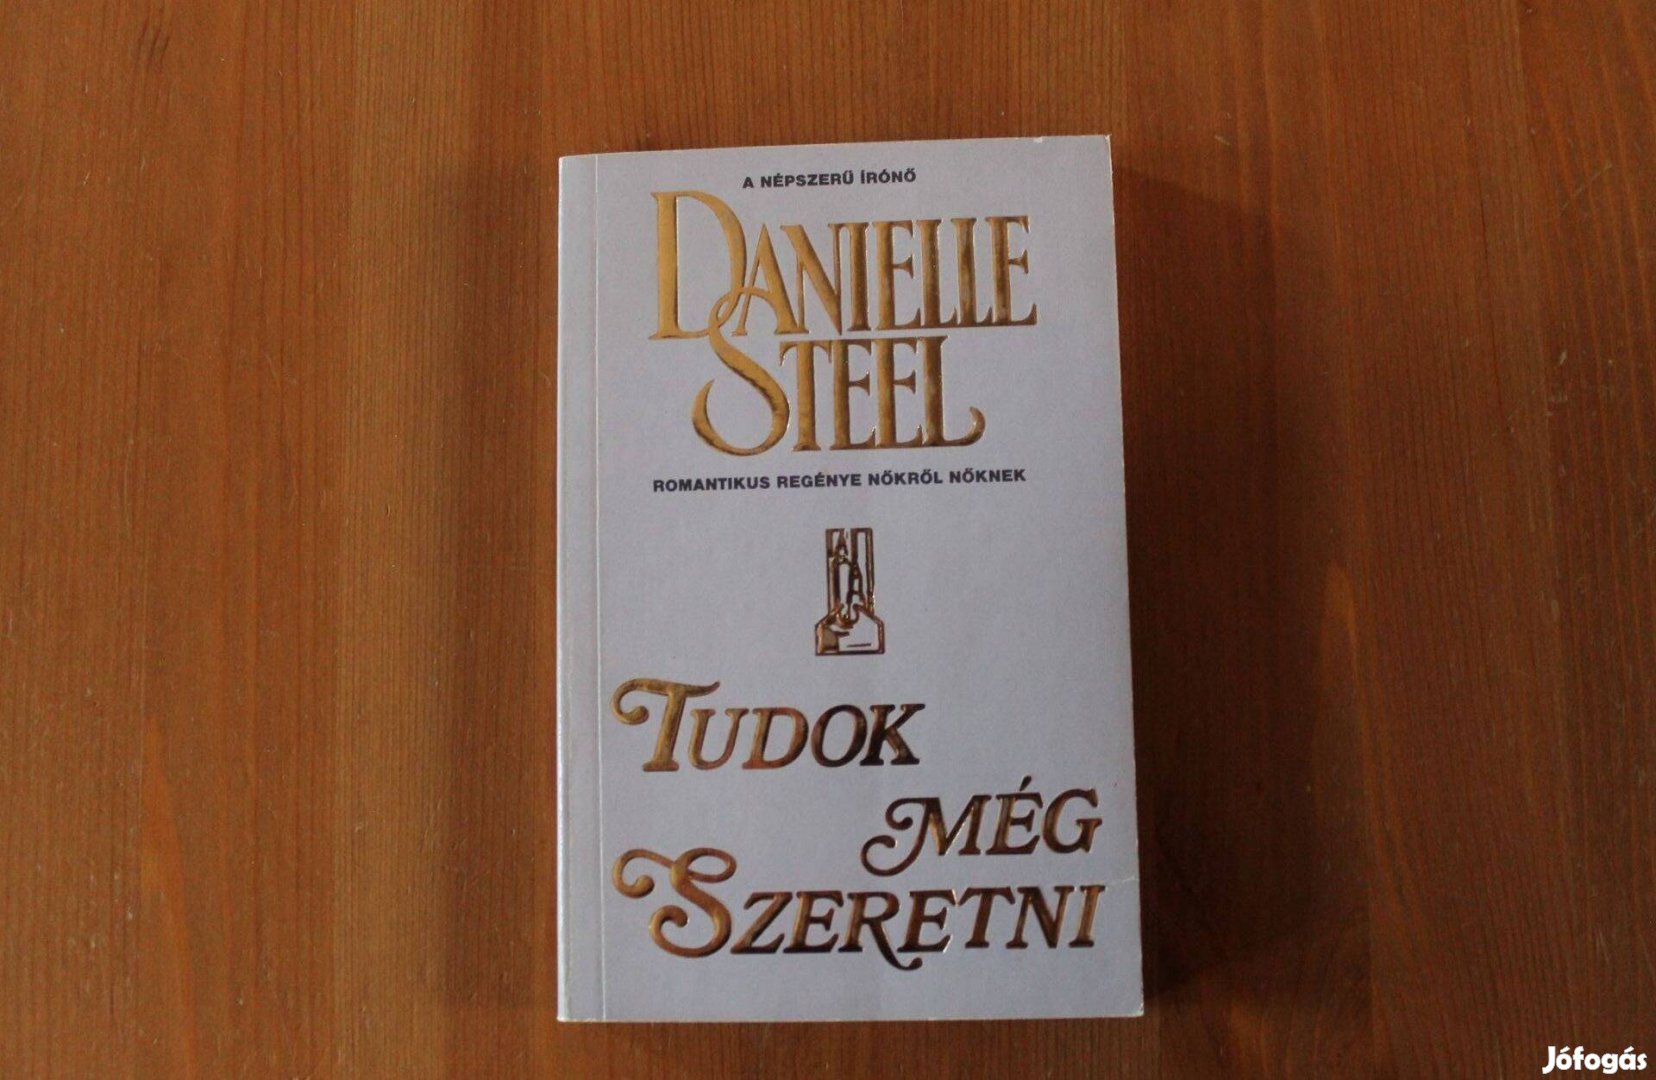 A NÉPSZERŰ ÍRÓNŐ
DANIELLE
STEEL
ROMANTIKUS REGÉNYE NŐKRŐL NŐKNEK
TUDOK
MÉG
SZERETNI
Jófogás